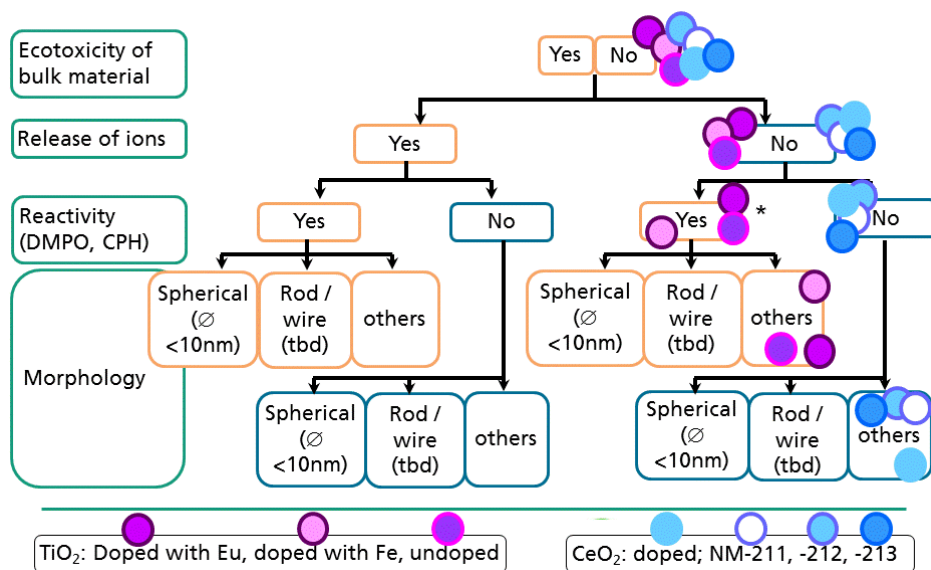 Ecotoxicity of
bulk material
Yes
No
Release of ions
Yes
No
Reactivity
(DMPO, CPH)
Yes
No
Yes
*
No
Morphology
Spherical
(∅
<10nm)
Rod /
wire
(tbd)
others
Spherical
(∅
<10nm)
Rod /
wire
(tbd)
others
Spherical
(∅
<10nm)
Rod /
wire
(tbd)
others
Spherical
(∅
<10nm)
Rod /
wire
(tbd)
others
TiO₂: Doped with Eu, doped with Fe, undoped
CeO₂: doped; NM-211, -212, -213